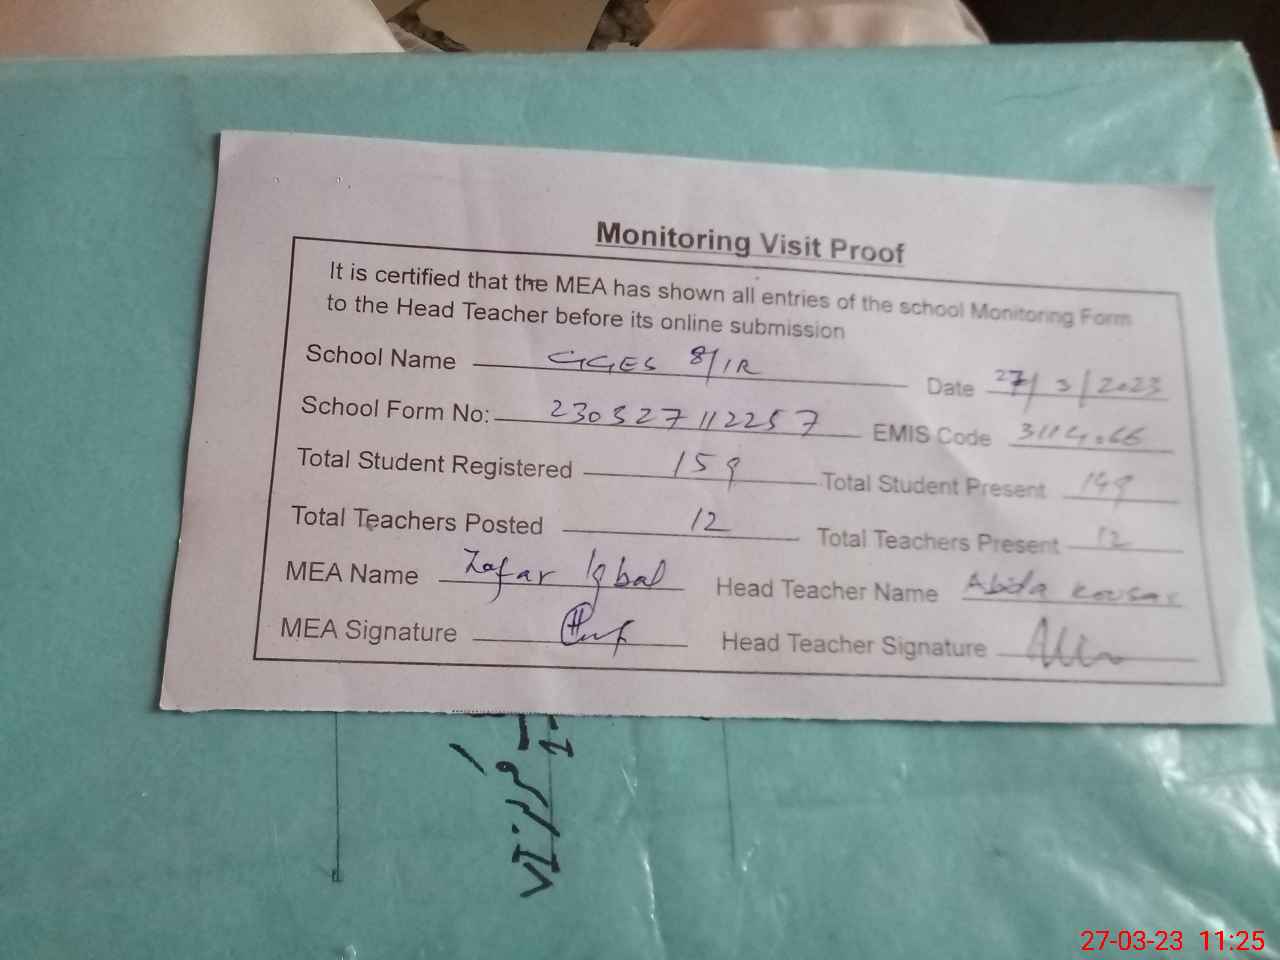 Monitoring Visit Proof
It is certified that the MEA has shown all entries of the school Monitoring Form
to the Head Teacher before its online submission
School Name GGES 8/1R Date 27/3/2023
School Form No: 230327112257 EMIS Code
Total Student Registered 159 Total Student Present 149
Total Teachers Posted 12 Total Teachers Present 12
MEA Name Zafar Iqbal Head Teacher Name Abida Kousar
MEA Signature Head Teacher Signature
27-03-23 11:25